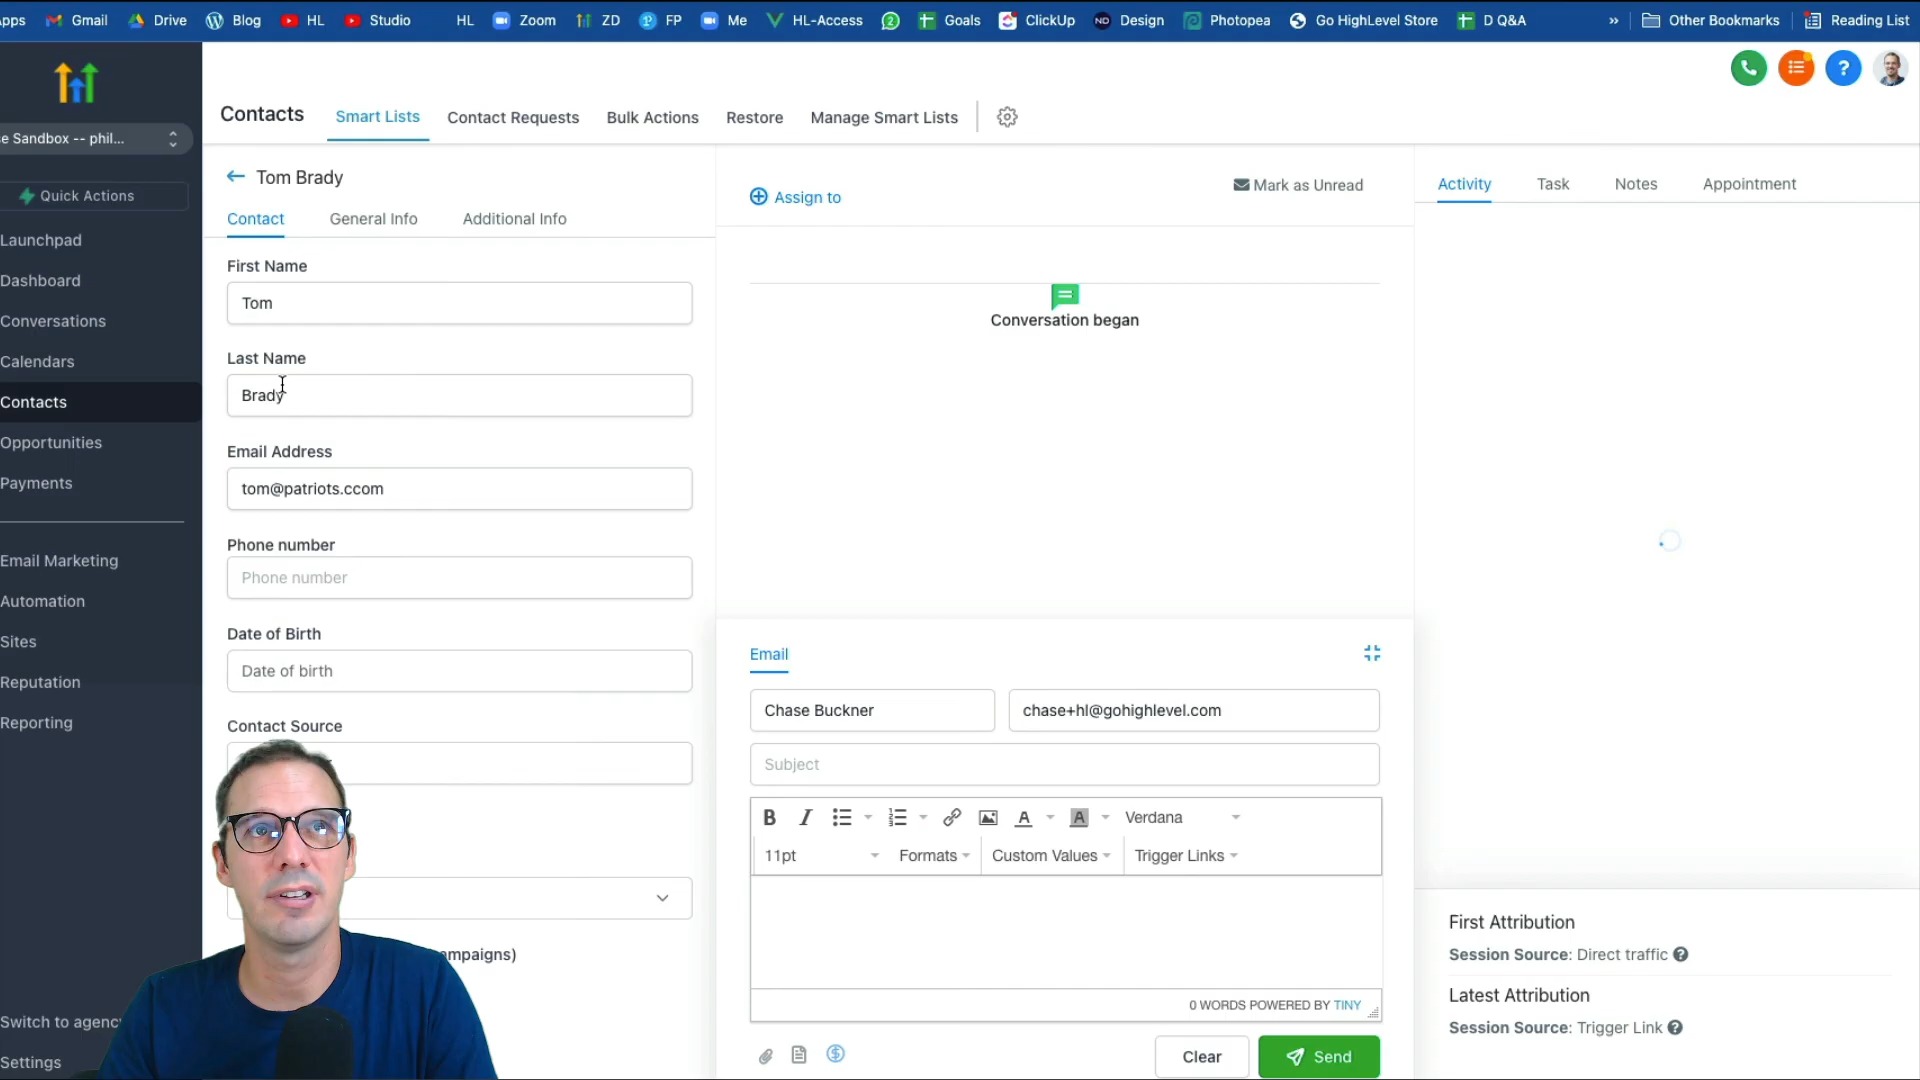 pps Gmail Drive Blog HL Studio HL Zoom ZD FP Me HL-Access 2 Goals ClickUp ND Design Photopea Go HighLevel Store D Q&A » Other Bookmarks Reading List
e Sandbox -- phil...
Quick Actions
Launchpad
Dashboard
Conversations
Calendars
Contacts
Opportunities
Payments
Email Marketing
Automation
Sites
Reputation
Reporting
Switch to agenc
Settings
Contacts Smart Lists Contact Requests Bulk Actions Restore Manage Smart Lists
?
← Tom Brady
Contact General Info Additional Info
First Name
Tom
Last Name
Brady
Email Address
tom@patriots.ccom
Phone number
Phone number
Date of Birth
Date of birth
Contact Source
mpaigns)
Assign to
Mark as Unread
Conversation began
Email
Chase Buckner chase+hl@gohighlevel.com
Subject
B I A A Verdana
11pt Formats Custom Values Trigger Links
0 WORDS POWERED BY TINY
Clear Send
Activity Task Notes Appointment
First Attribution
Session Source: Direct traffic ?
Latest Attribution
Session Source: Trigger Link ?